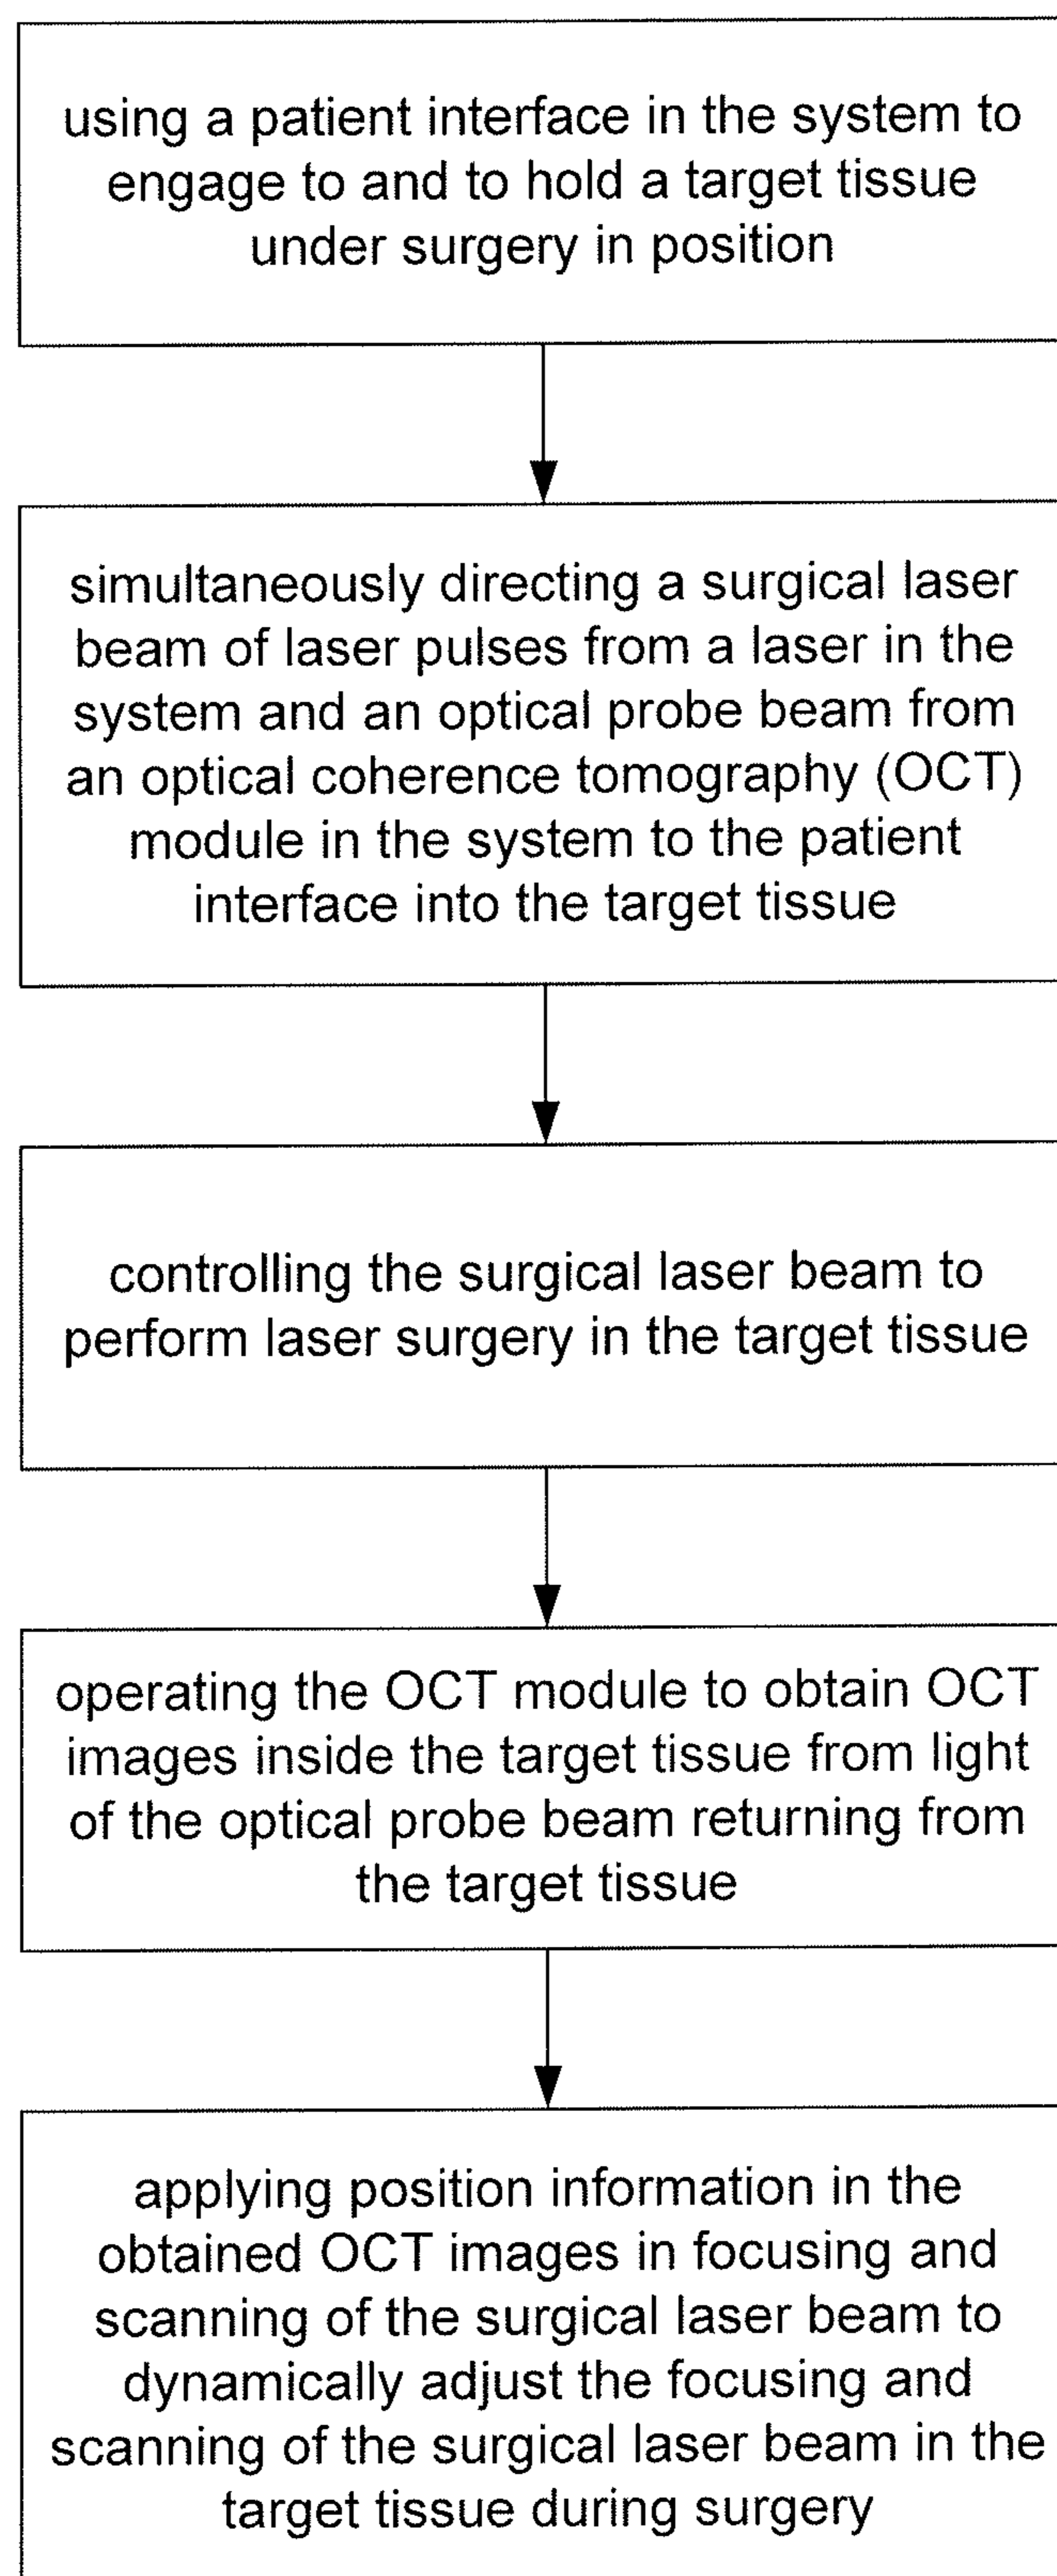 using a patient interface in the system to
engage to and to hold a target tissue
under surgery in position
simultaneously directing a surgical laser
beam of laser pulses from a laser in the
system and an optical probe beam from
an optical coherence tomography (OCT)
module in the system to the patient
interface into the target tissue
controlling the surgical laser beam to
perform laser surgery in the target tissue
operating the OCT module to obtain OCT
images inside the target tissue from light
of the optical probe beam returning from
the target tissue
applying position information in the
obtained OCT images in focusing and
scanning of the surgical laser beam to
dynamically adjust the focusing and
scanning of the surgical laser beam in the
target tissue during surgery